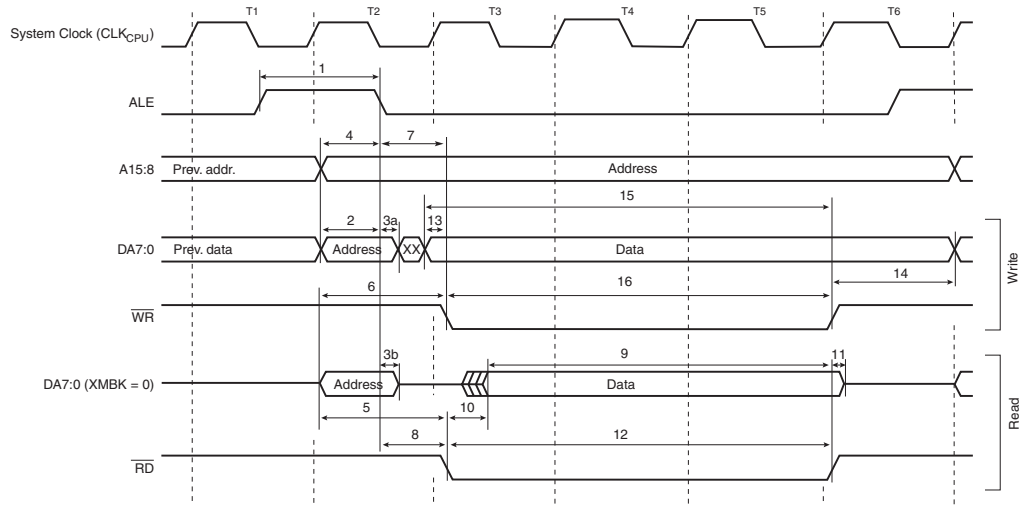 T1 T2 T3 T4 T5 T6
System Clock (CLKCPU)
1
ALE
4 7
A15:8 Prev. addr. Address
15
2 3a 13
DA7:0 Prev. data Address XX Data
14
6 16
WR
Write
3b 9 11
DA7:0 (XMBK = 0) Address Data
5 10
8 12
RD
Read